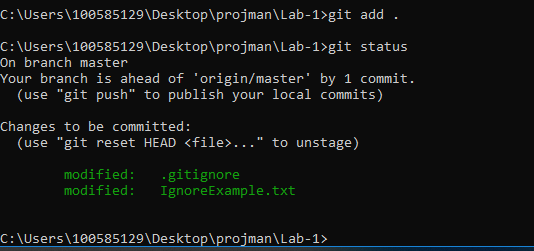 C:\Users\100585129\Desktop\projman\Lab-1>git add .
C:\Users\100585129\Desktop\projman\Lab-1>git status
On branch master
Your branch is ahead of 'origin/master' by 1 commit.
(use "git push" to publish your local commits)
Changes to be committed:
(use "git reset HEAD <file>..." to unstage)
modified: .gitignore
modified: IgnoreExample.txt
C:\Users\100585129\Desktop\projman\Lab-1>